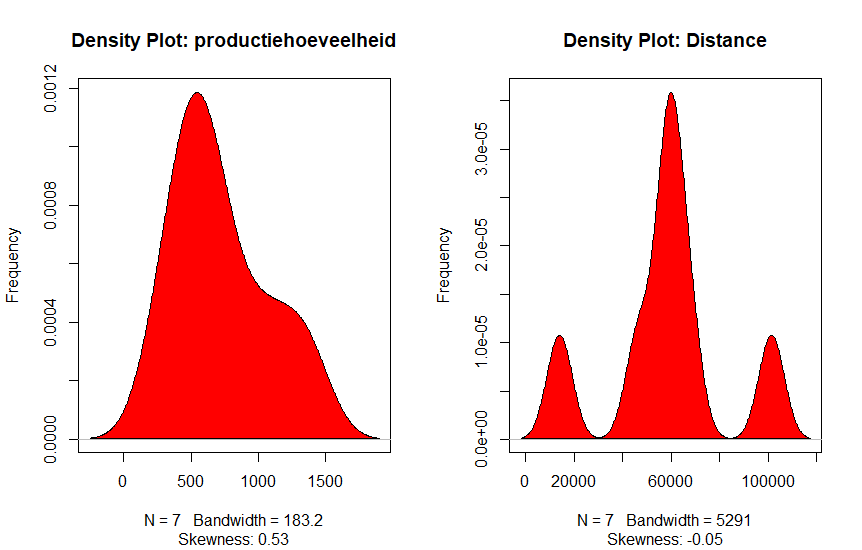 Density Plot: productiehoeveelheid
Frequency
0.0000
0.0004
0.0008
0.0012
0 500 1000 1500
N = 7 Bandwidth = 183.2
Skewness: 0.53
Density Plot: Distance
Frequency
0.0e+00
1.0e-05
2.0e-05
3.0e-05
0 20000 60000 100000
N = 7 Bandwidth = 5291
Skewness: -0.05